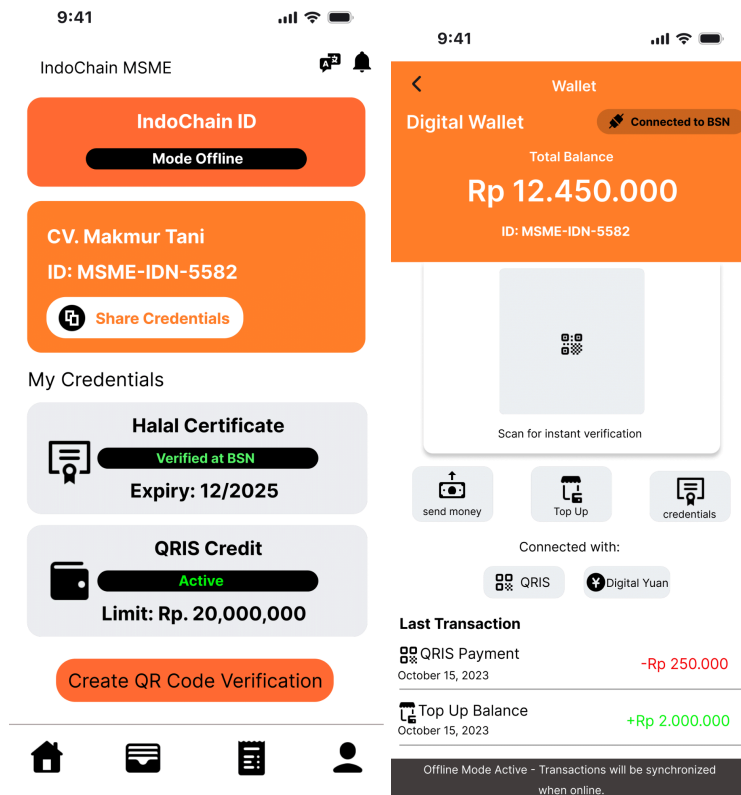 9:41
IndoChain MSME
IndoChain ID
Mode Offline
CV. Makmur Tani
ID: MSME-IDN-5582
Share Credentials
My Credentials
Halal Certificate
Verified at BSN
Expiry: 12/2025
QRIS Credit
Active
Limit: Rp. 20,000,000
Create QR Code Verification
9:41
Wallet
Digital Wallet
Connected to BSN
Total Balance
Rp 12.450.000
ID: MSME-IDN-5582
Scan for instant verification
send money
Top Up
credentials
Connected with:
QRIS
¥ Digital Yuan
Last Transaction
QRIS Payment
-Rp 250.000
October 15, 2023
Top Up Balance
+Rp 2.000.000
October 15, 2023
Offline Mode Active - Transactions will be synchronized
when online.